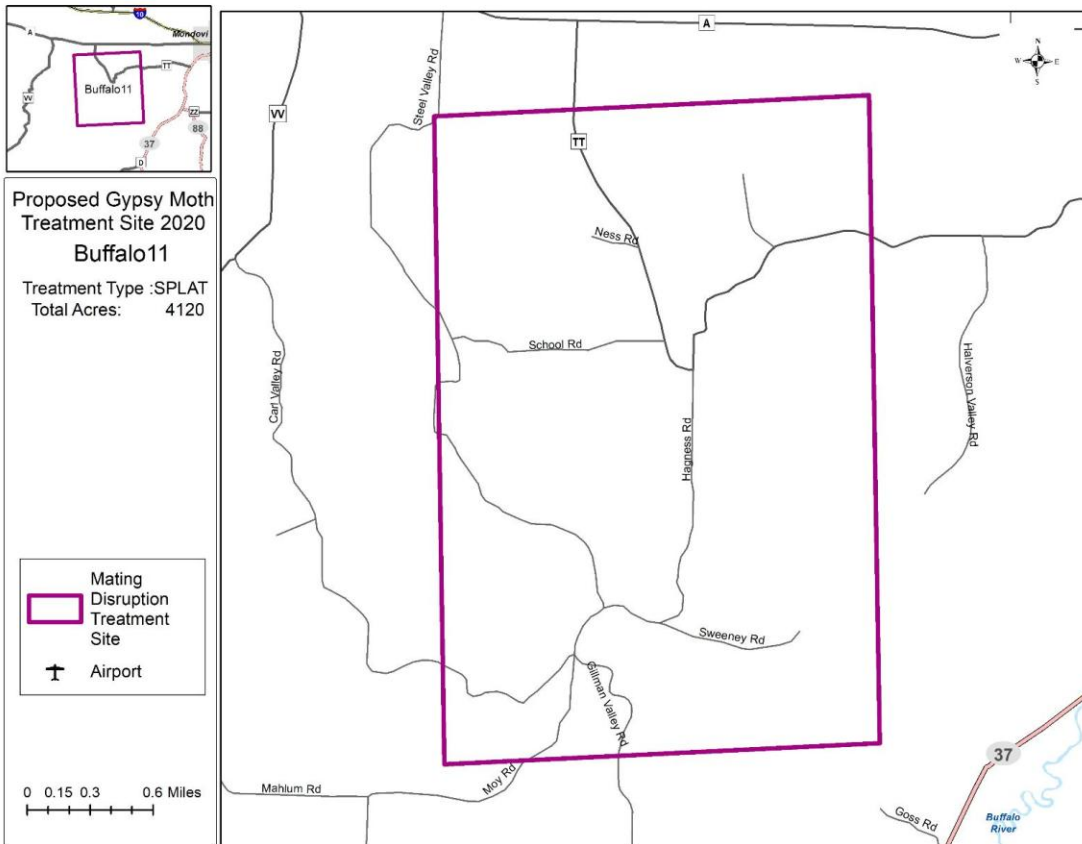 10
Mondovi
A
TT
Buffalo11
VV
ZZ
88
37
D
Proposed Gypsy Moth
Treatment Site 2020
Buffalo11
Treatment Type :SPLAT
Total Acres: 4120
Mating
Disruption
Treatment
Site
Airport
0 0.15 0.3 0.6 Miles
A
N
W E
S
VV
Steel Valley Rd
TT
Ness Rd
School Rd
Carl Valley Rd
Halverson Valley Rd
Hagness Rd
Sweeney Rd
Gillman Valley Rd
Moy Rd
Mahlum Rd
37
Goss Rd
Buffalo
River